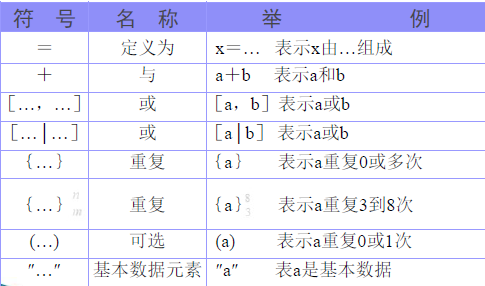 符 号 名 称 举 例
= 定义为 x=… 表示x由…组成
+ 与 a+b 表示a和b
[…，…] 或 [a，b] 表示a或b
[…|…] 或 [a|b] 表示a或b
{…} 重复 {a} 表示a重复0或多次
{…}ⁿₘ 重复 {a}⁸₃ 表示a重复3到8次
(…) 可选 (a) 表示a重复0或1次
"…" 基本数据元素 "a" 表a是基本数据